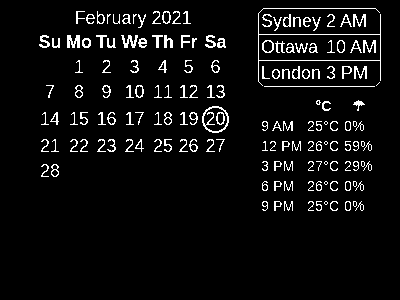 February 2021
Su Mo Tu We Th Fr Sa
1 2 3 4 5 6
7 8 9 10 11 12 13
14 15 16 17 18 19 20
21 22 23 24 25 26 27
28
Sydney 2 AM
Ottawa 10 AM
London 3 PM
°C ☂
9 AM 25°C 0%
12 PM 26°C 59%
3 PM 27°C 29%
6 PM 26°C 0%
9 PM 25°C 0%